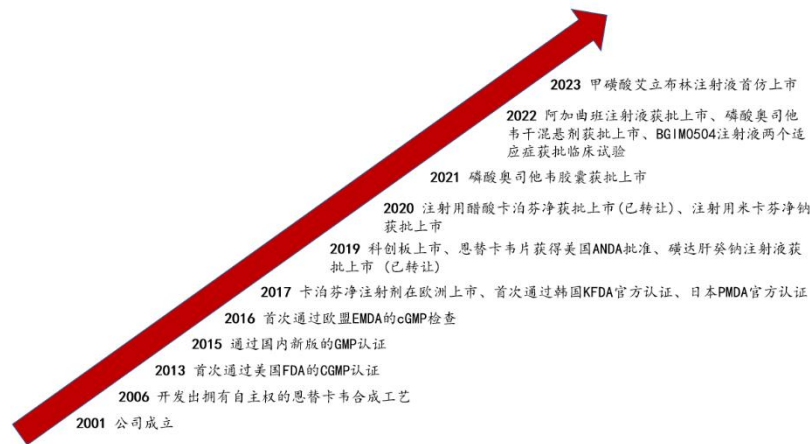 2023 甲磺酸艾立布林注射液首仿上市
2022 阿加曲班注射液获批上市、磷酸奥司他
韦干混悬剂获批上市、BGIM0504注射液两个适
应症获批临床试验
2021 磷酸奥司他韦胶囊获批上市
2020 注射用醋酸卡泊芬净获批上市(已转让)、注射用米卡芬净钠
获批上市
2019 科创板上市、恩替卡韦片获得美国ANDA批准、磺达肝癸钠注射液获
批上市 (已转让)
2017 卡泊芬净注射剂在欧洲上市、首次通过韩国KFDA官方认证、日本PMDA官方认证
2016 首次通过欧盟EMDA的cGMP检查
2015 通过国内新版的GMP认证
2013 首次通过美国FDA的CGMP认证
2006 开发出拥有自主权的恩替卡韦合成工艺
2001 公司成立